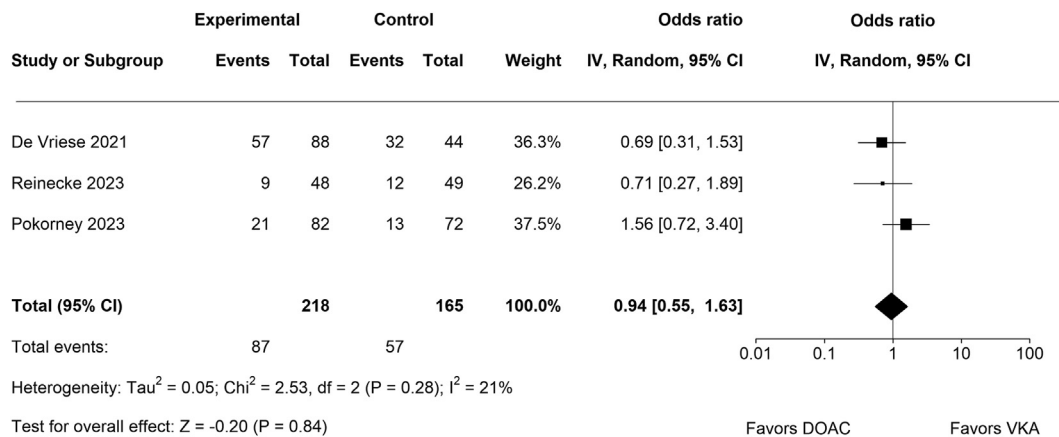 Experimental Control Odds ratio Odds ratio
Study or Subgroup Events Total Events Total Weight IV, Random, 95% CI IV, Random, 95% CI
De Vriese 2021 57 88 32 44 36.3% 0.69 [0.31, 1.53]
Reinecke 2023 9 48 12 49 26.2% 0.71 [0.27, 1.89]
Pokorney 2023 21 82 13 72 37.5% 1.56 [0.72, 3.40]
Total (95% CI) 218 165 100.0% 0.94 [0.55, 1.63]
Total events: 87 57
0.01 0.1 1 10 100
Heterogeneity: Tau² = 0.05; Chi² = 2.53, df = 2 (P = 0.28); I² = 21%
Test for overall effect: Z = -0.20 (P = 0.84) Favors DOAC Favors VKA